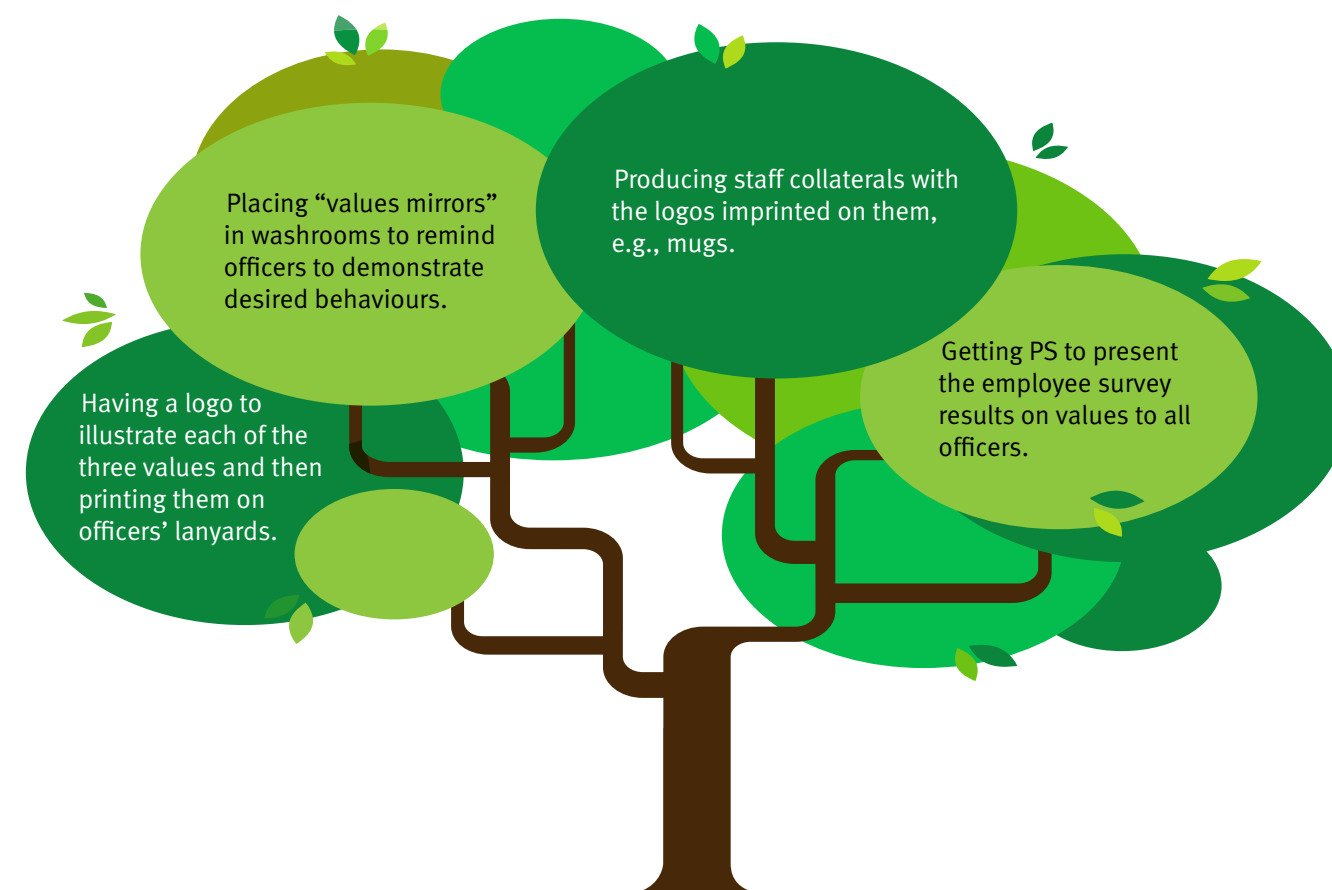 Having a logo to
illustrate each of the
three values and then
printing them on
officers’ lanyards.
Placing “values mirrors”
in washrooms to remind
officers to demonstrate
desired behaviours.
Producing staff collaterals with
the logos imprinted on them,
e.g., mugs.
Getting PS to present
the employee survey
results on values to all
officers.